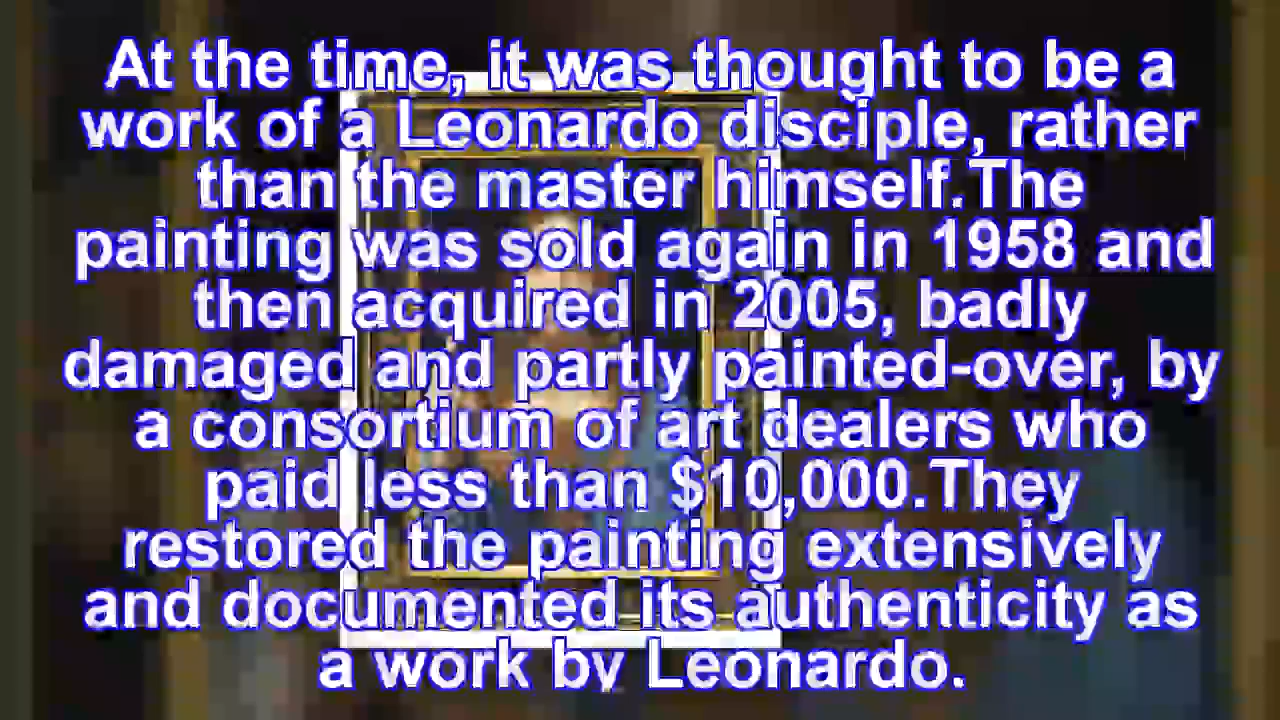 At the time, it was thought to be a
work of a Leonardo disciple, rather
than the master himself.The
painting was sold again in 1958 and
then acquired in 2005, badly
damaged and partly painted-over, by
a consortium of art dealers who
paid less than $10,000.They
restored the painting extensively
and documented its authenticity as
a work by Leonardo.